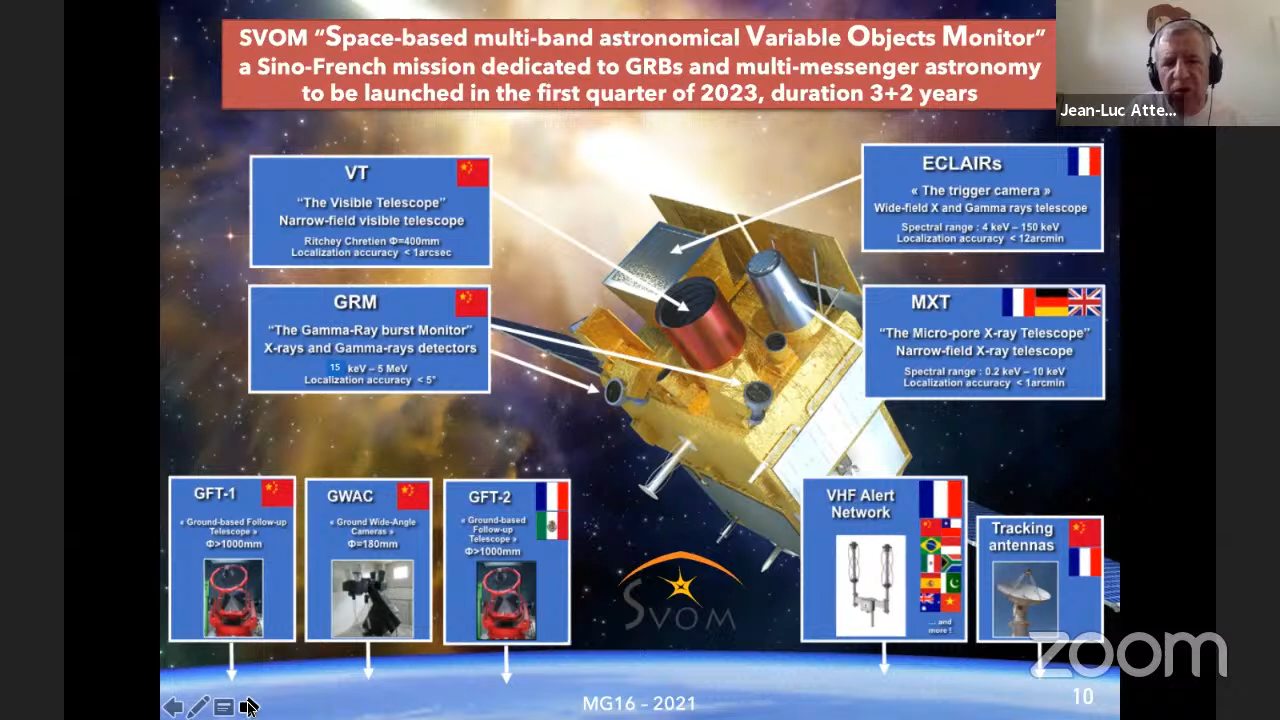 SVOM “Space-based multi-band astronomical Variable Objects Monitor”
a Sino-French mission dedicated to GRBs and multi-messenger astronomy
to be launched in the first quarter of 2023, duration 3+2 years
Jean-Luc Atte...
VT
“The Visible Telescope”
Narrow-field visible telescope
Ritchey Chretien Φ=400mm
Localization accuracy < 1arcsec
ECLAIRs
« The trigger camera »
Wide-field X and Gamma rays telescope
Spectral range : 4 keV – 150 keV
Localization accuracy < 12arcmin
GRM
“The Gamma-Ray burst Monitor”
X-rays and Gamma-rays detectors
15 keV – 5 MeV
Localization accuracy < 5°
MXT
“The Micro-pore X-ray Telescope”
Narrow-field X-ray telescope
Spectral range : 0.2 keV – 10 keV
Localization accuracy < 1arcmin
GFT-1
« Ground-based Follow-up
Telescope »
Φ>1000mm
GWAC
« Ground Wide-Angle
Cameras »
Φ=180mm
GFT-2
« Ground-based
Follow-up
Telescope »
Φ>1000mm
SVOM
VHF Alert
Network
.... and
more !
Tracking
antennas
zoom
MG16 – 2021
10